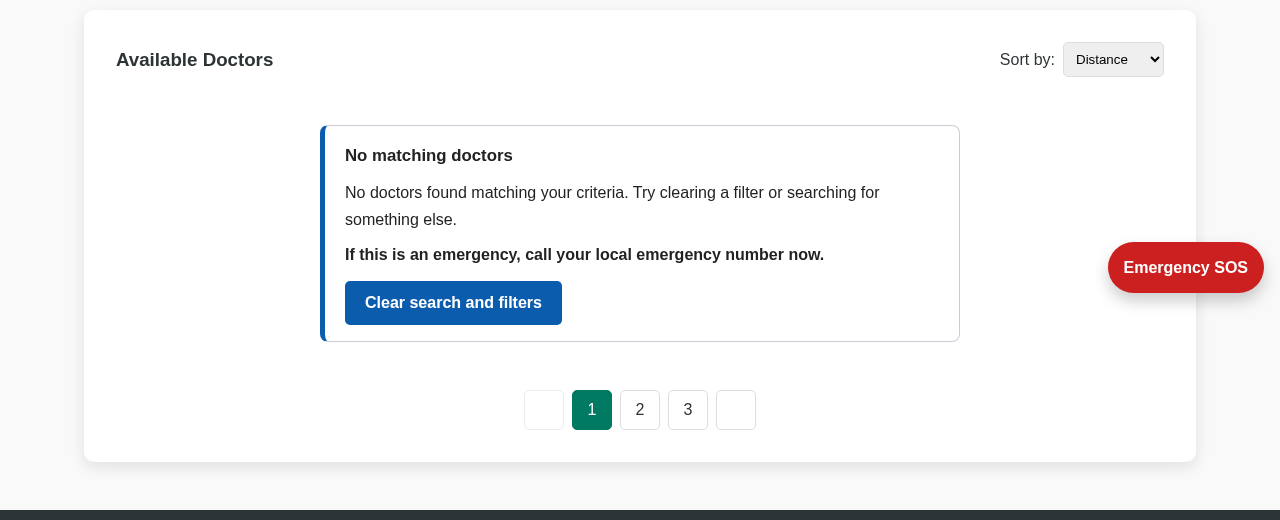 Available Doctors
Sort by: Distance
No matching doctors
No doctors found matching your criteria. Try clearing a filter or searching for
something else.
If this is an emergency, call your local emergency number now.
Emergency SOS
Clear search and filters
1 2 3